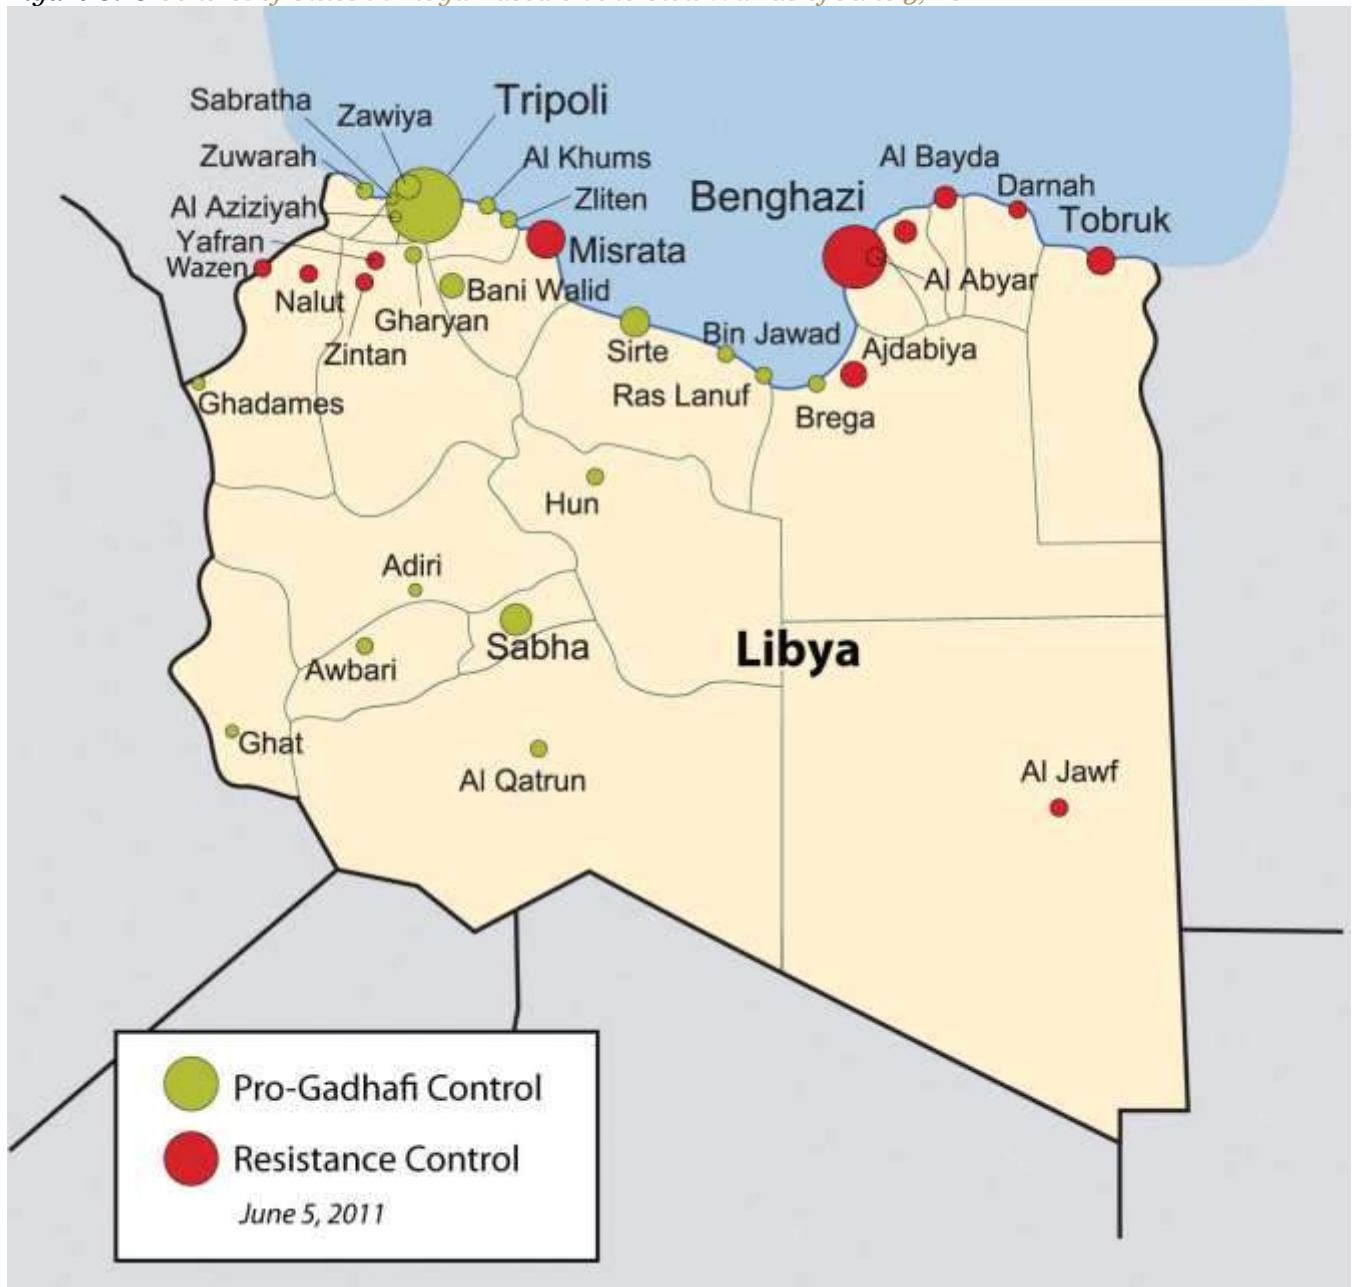 Sabratha
Zawiya
Tripoli
Zuwarah
Al Khums
Al Bayda
Al Aziziyah
Zliten
Benghazi
Darnah
Yafran
Misrata
Tobruk
Wazen
Nalut
Bani Walid
Al Abyar
Gharyan
Zintan
Sirte
Bin Jawad
Ajdabiya
Ghadames
Ras Lanuf
Brega
Hun
Adiri
Sabha
Libya
Awbari
Ghat
Al Qatrun
Al Jawf
Pro-Gadhafi Control
Resistance Control
June 5, 2011